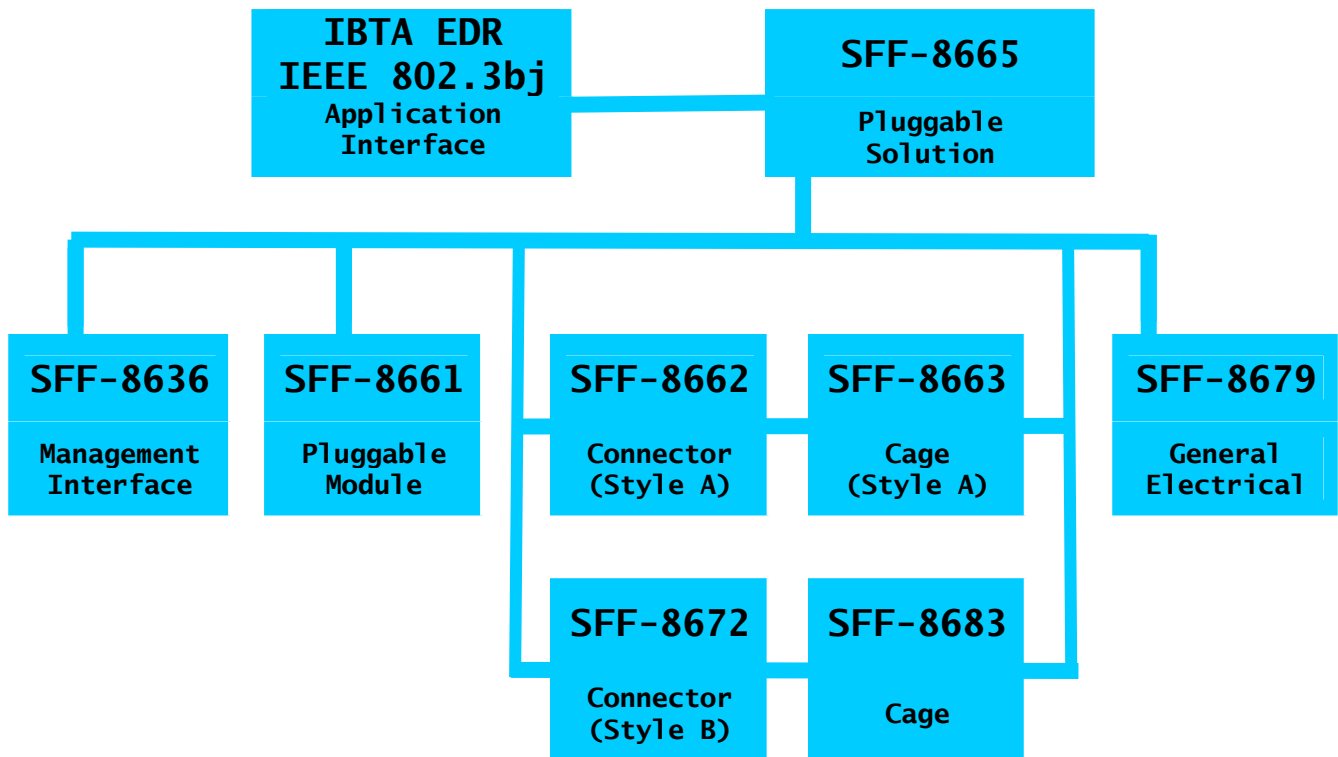 IBTA EDR
IEEE 802.3bj
Application
Interface
SFF-8665
Pluggable
Solution
SFF-8636
Management
Interface
SFF-8661
Pluggable
Module
SFF-8662
Connector
(Style A)
SFF-8663
Cage
(Style A)
SFF-8679
General
Electrical
SFF-8672
Connector
(Style B)
SFF-8683
Cage